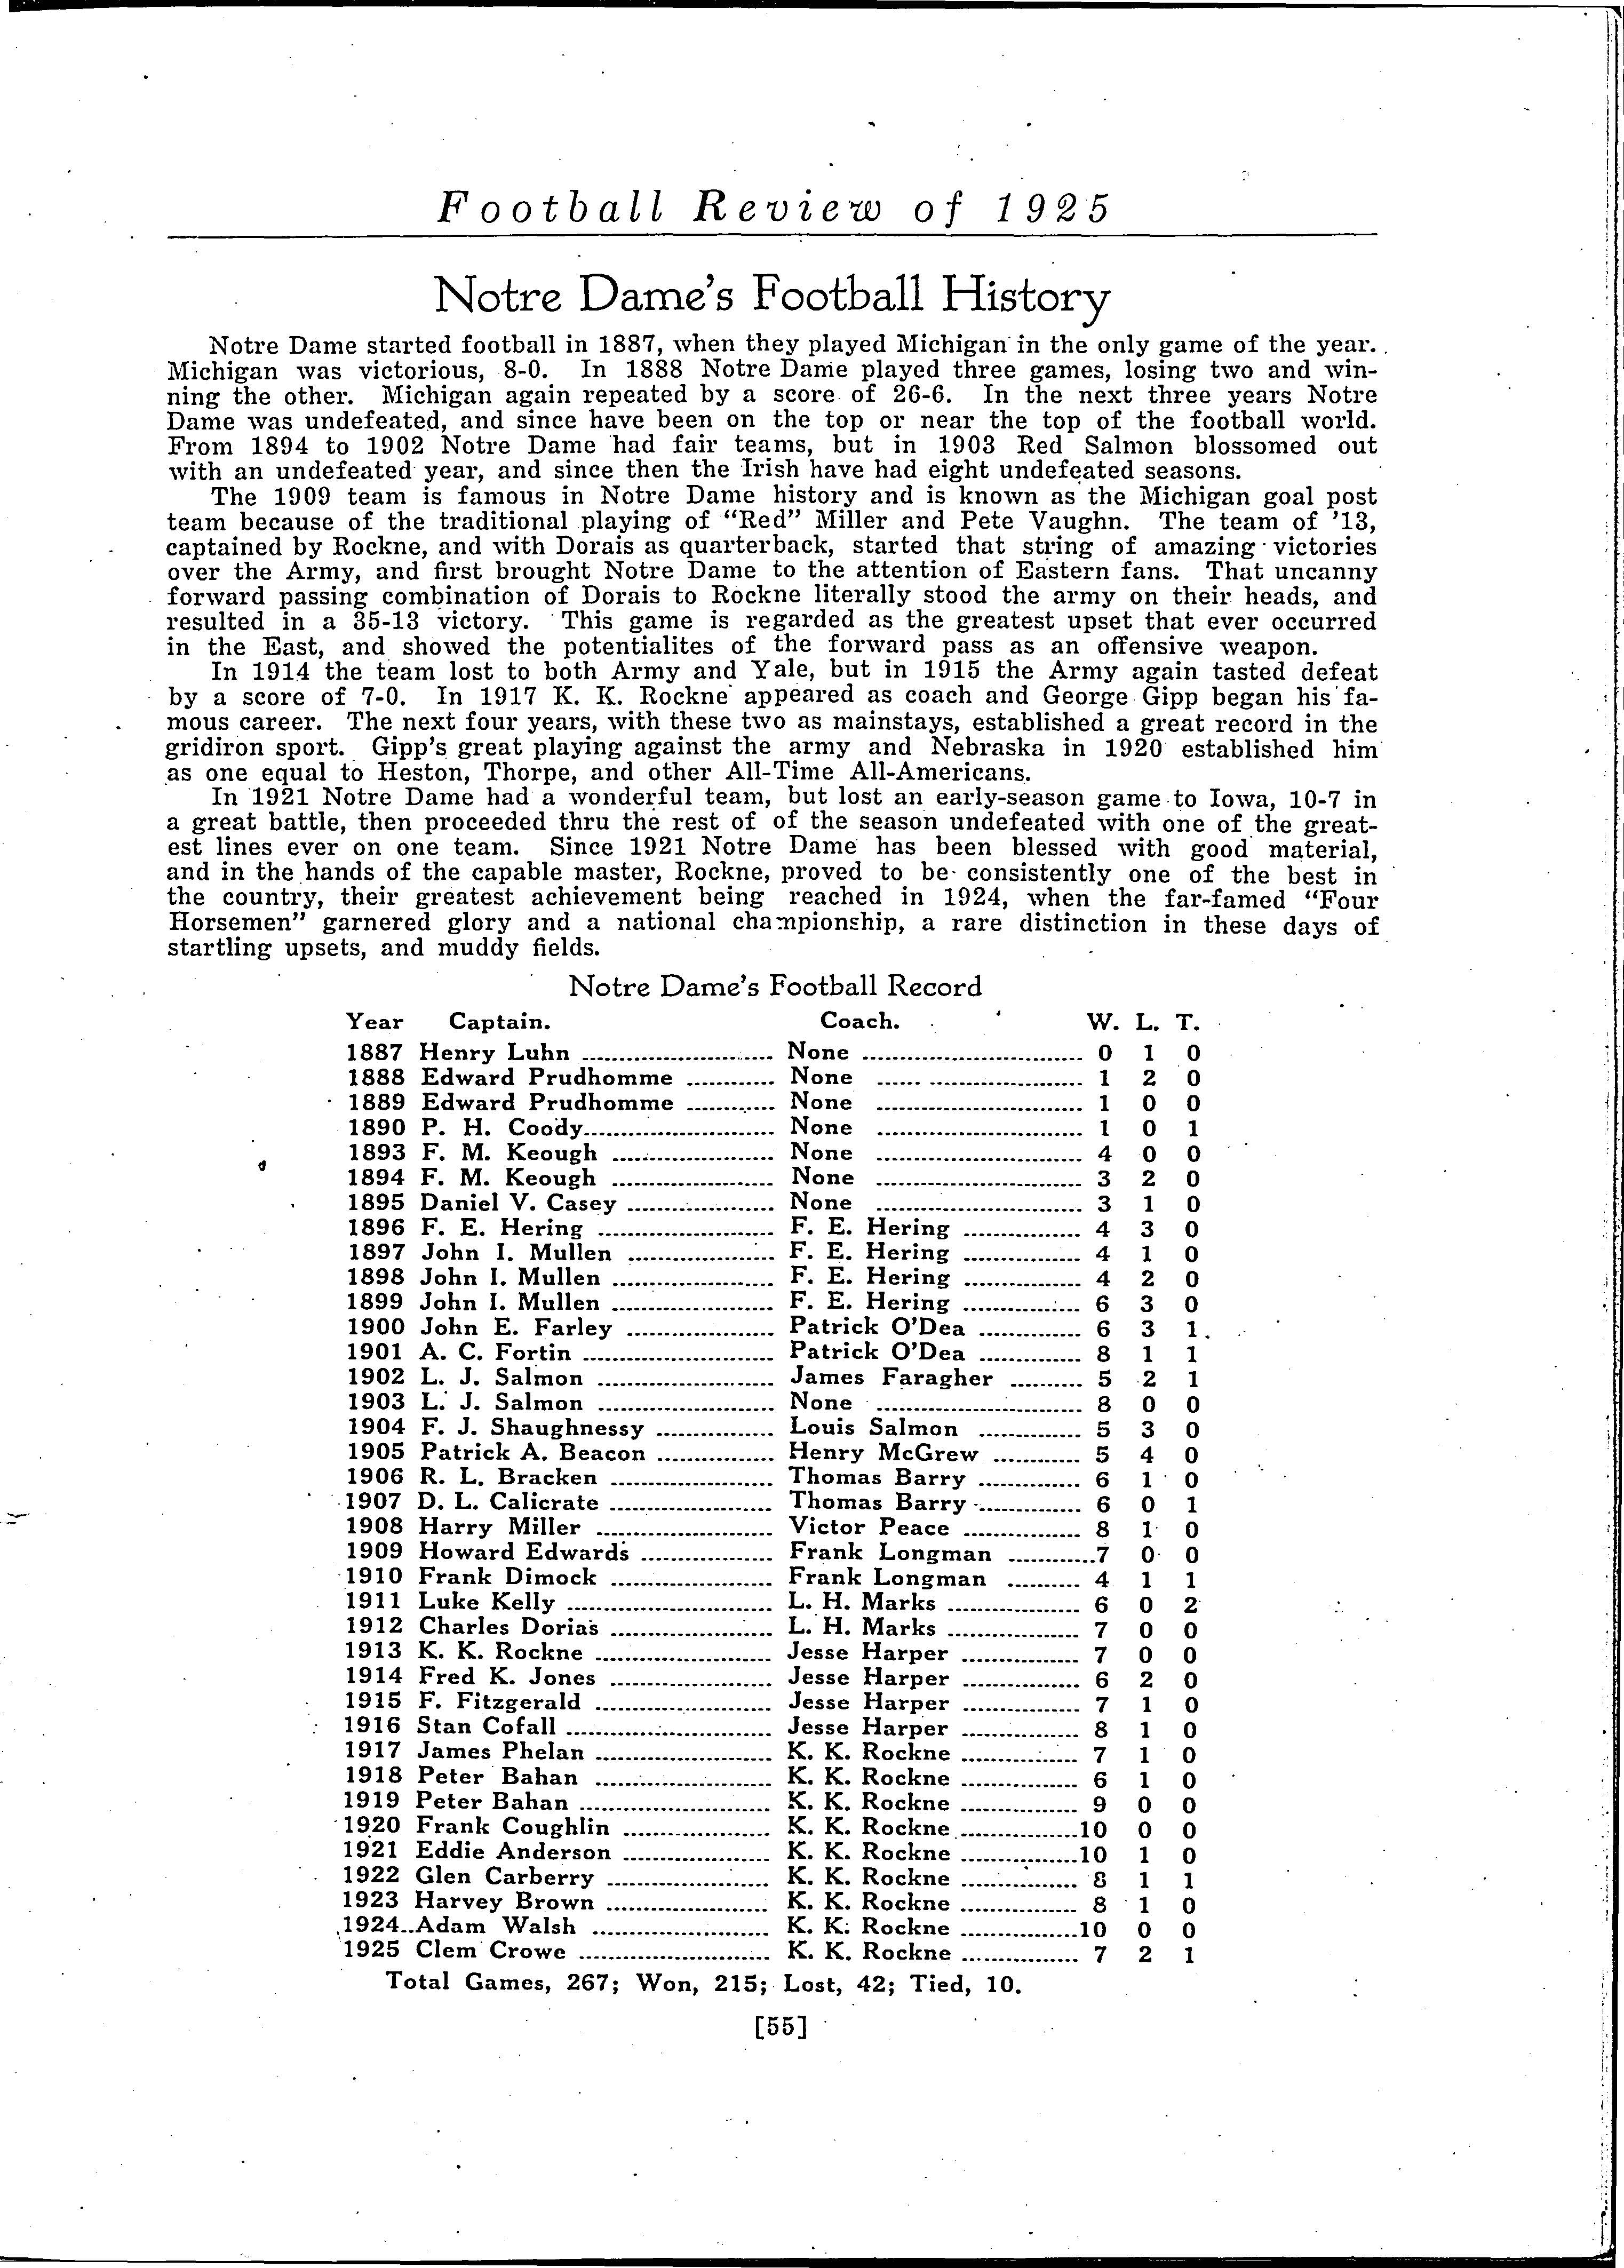 Football Review of 1925
Notre Dame's Football History
Notre Dame started football in 1887, when they played Michigan in the only game of the year.
Michigan was victorious, 8-0. In 1888 Notre Dame played three games, losing two and win-
ning the other. Michigan again repeated by a score of 26-6. In the next three years Notre
Dame was undefeated, and since have been on the top or near the top of the football world.
From 1894 to 1902 Notre Dame had fair teams, but in 1903 Red Salmon blossomed out
with an undefeated year, and since then the Irish have had eight undefeated seasons.
The 1909 team is famous in Notre Dame history and is known as the Michigan goal post
team because of the traditional playing of "Red" Miller and Pete Vaughn. The team of '13,
captained by Rockne, and with Dorais as quarterback, started that string of amazing victories
over the Army, and first brought Notre Dame to the attention of Eastern fans. That uncanny
forward passing combination of Dorais to Rockne literally stood the army on their heads, and
resulted in a 35-13 victory. This game is regarded as the greatest upset that ever occurred
in the East, and showed the potentialites of the forward pass as an offensive weapon.
In 1914 the team lost to both Army and Yale, but in 1915 the Army again tasted defeat
by a score of 7-0. In 1917 K. K. Rockne appeared as coach and George Gipp began his fa-
mous career. The next four years, with these two as mainstays, established a great record in the
gridiron sport. Gipp's great playing against the army and Nebraska in 1920 established him
as one equal to Heston, Thorpe, and other All-Time All-Americans.
In 1921 Notre Dame had a wonderful team, but lost an early-season game to Iowa, 10-7 in
a great battle, then proceeded thru the rest of of the season undefeated with one of the great-
est lines ever on one team. Since 1921 Notre Dame has been blessed with good material,
and in the hands of the capable master, Rockne, proved to be consistently one of the best in
the country, their greatest achievement being reached in 1924, when the far-famed "Four
Horsemen" garnered glory and a national championship, a rare distinction in these days of
startling upsets, and muddy fields.
Notre Dame's Football Record
Year Captain. Coach. W. L. T.
1887 Henry Luhn None 0 1 0
1888 Edward Prudhomme None 1 2 0
1889 Edward Prudhomme None 1 0 0
1890 P. H. Coody None 1 0 1
1893 F. M. Keough None 4 0 0
1894 F. M. Keough None 3 2 0
1895 Daniel V. Casey None 3 1 0
1896 F. E. Hering F. E. Hering 4 3 0
1897 John I. Mullen F. E. Hering 4 1 0
1898 John I. Mullen F. E. Hering 4 2 0
1899 John I. Mullen F. E. Hering 6 3 0
1900 John E. Farley Patrick O'Dea 6 3 1
1901 A. C. Fortin Patrick O'Dea 8 1 1
1902 L. J. Salmon James Faragher 5 2 1
1903 L. J. Salmon None 8 0 0
1904 F. J. Shaughnessy Louis Salmon 5 3 0
1905 Patrick A. Beacon Henry McGrew 5 4 0
1906 R. L. Bracken Thomas Barry 6 1 0
1907 D. L. Calicrate Thomas Barry 6 0 1
1908 Harry Miller Victor Peace 8 1 0
1909 Howard Edwards Frank Longman 7 0 0
1910 Frank Dimock Frank Longman 4 1 1
1911 Luke Kelly L. H. Marks 6 0 2
1912 Charles Dorias L. H. Marks 7 0 0
1913 K. K. Rockne Jesse Harper 7 0 0
1914 Fred K. Jones Jesse Harper 6 2 0
1915 F. Fitzgerald Jesse Harper 7 1 0
1916 Stan Cofall Jesse Harper 8 1 0
1917 James Phelan K. K. Rockne 7 1 0
1918 Peter Bahan K. K. Rockne 6 1 0
1919 Peter Bahan K. K. Rockne 9 0 0
1920 Frank Coughlin K. K. Rockne 10 0 0
1921 Eddie Anderson K. K. Rockne 10 1 0
1922 Glen Carberry K. K. Rockne 8 1 1
1923 Harvey Brown K. K. Rockne 8 1 0
1924 Adam Walsh K. K. Rockne 10 0 0
1925 Clem Crowe K. K. Rockne 7 2 1
Total Games, 267; Won, 215; Lost, 42; Tied, 10.
[55]